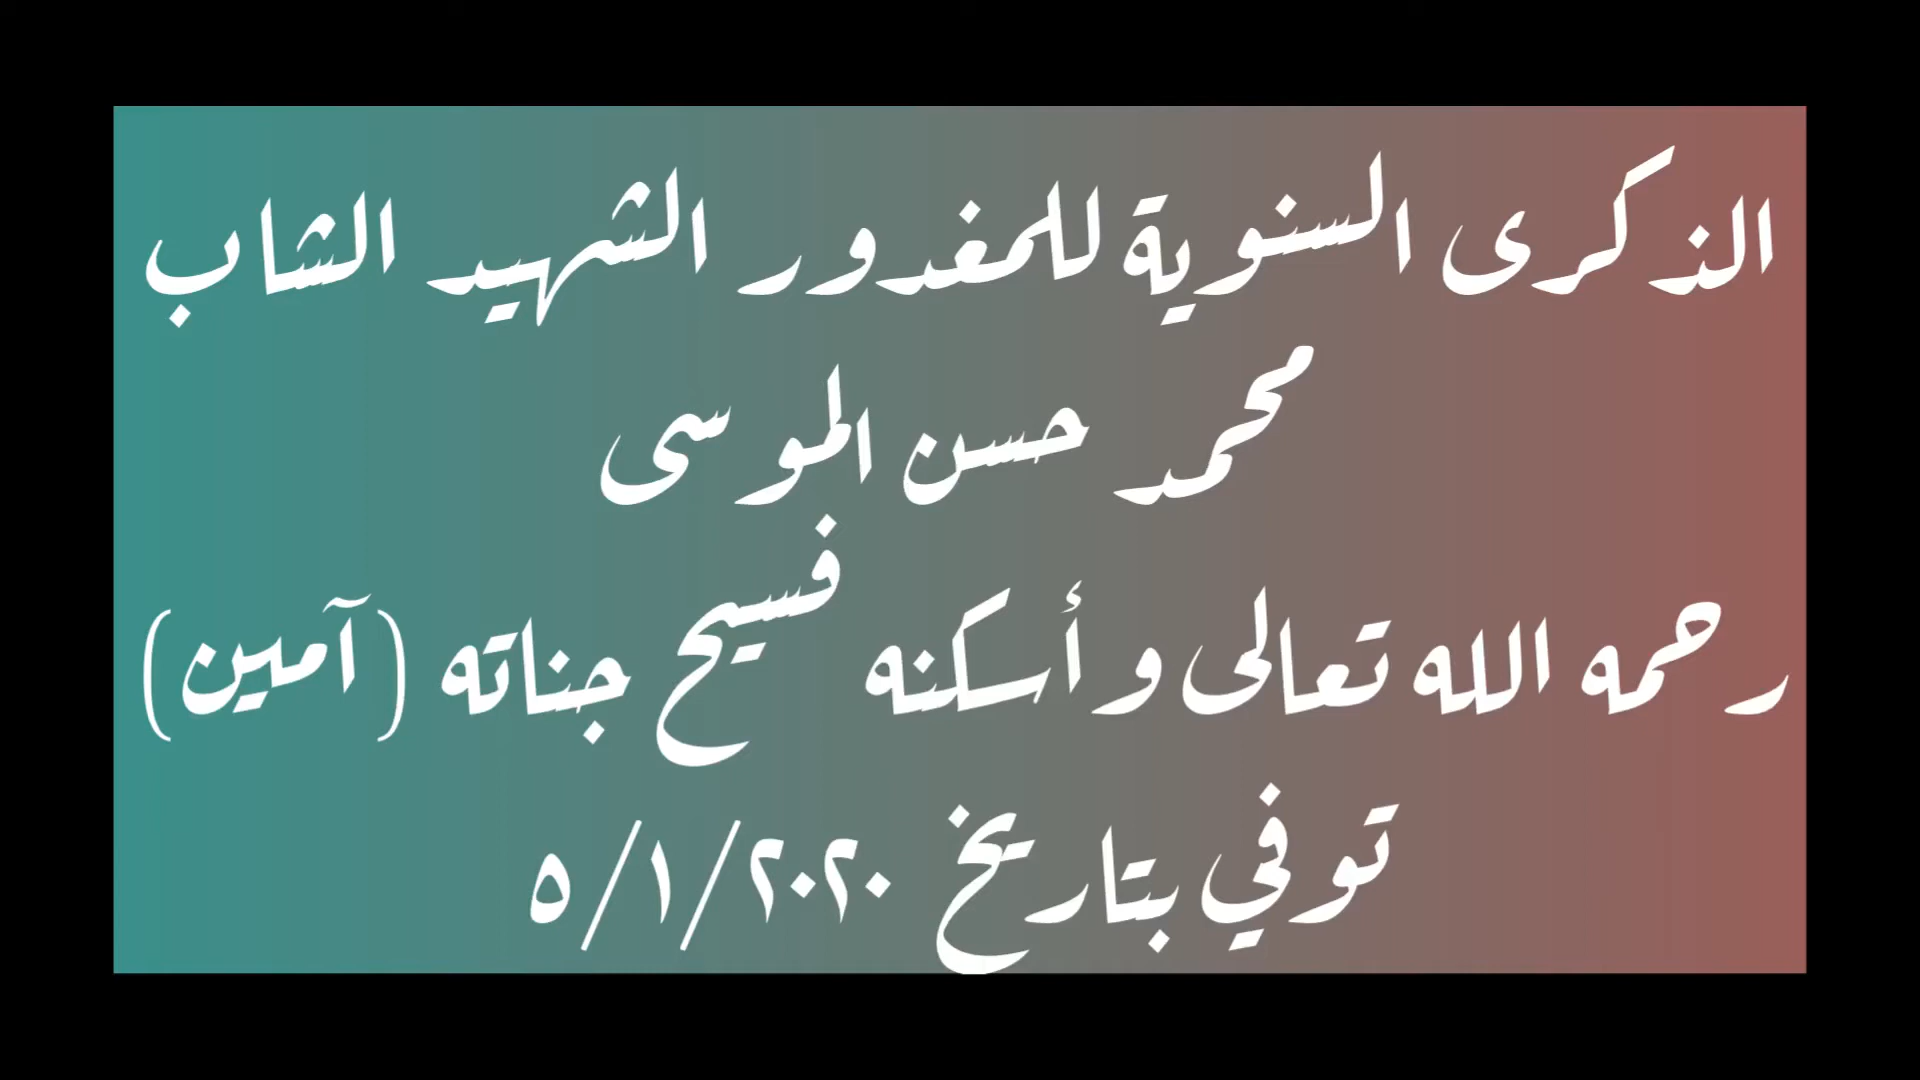 الذكرى السنوية للمغدور الشهيد الشاب
محمد حسن الموسى
رحمه الله تعالى و أسكنه فسيح جناته (آمين)
توفي بتاريخ ٥/١/٢٠٢٠